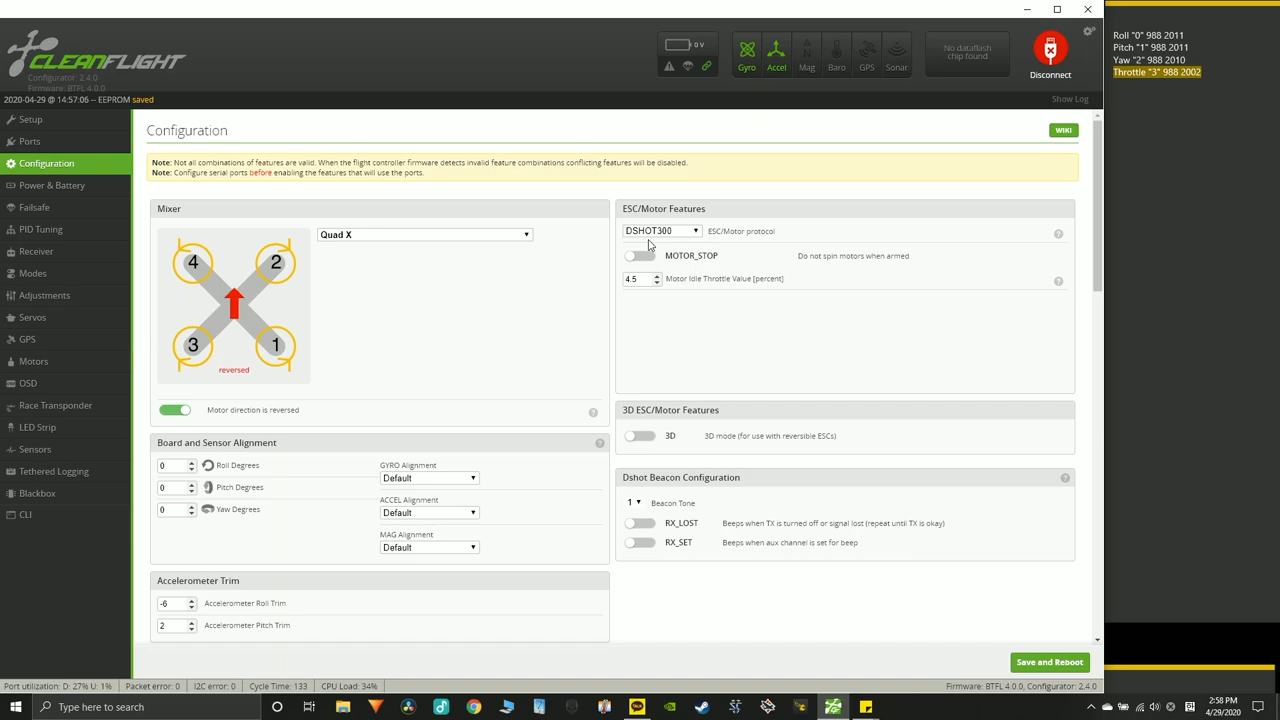 CLEANFLIGHT
Configurator: 2.4.0
Firmware: BTFL 4.0.0
0 V
Gyro
Accel
Mag
Baro
GPS
Sonar
No dataflash
chip found
Disconnect
2020-04-29 @ 14:57:06 -- EEPROM saved
Show Log
Roll "0" 988 2011
Pitch "1" 988 2011
Yaw "2" 988 2010
Throttle "3" 988 2002
Setup
Ports
Configuration
Power & Battery
Failsafe
PID Tuning
Receiver
Modes
Adjustments
Servos
GPS
Motors
OSD
Race Transponder
LED Strip
Sensors
Tethered Logging
Blackbox
CLI
Configuration
WIKI
Note: Not all combinations of features are valid. When the flight controller firmware detects invalid feature combinations conflicting features will be disabled.
Note: Configure serial ports before enabling the features that will use the ports.
Mixer
Quad X
4
2
3
1
reversed
Motor direction is reversed
?
Board and Sensor Alignment
?
0 Roll Degrees
0 Pitch Degrees
0 Yaw Degrees
GYRO Alignment
Default
ACCEL Alignment
Default
MAG Alignment
Default
Accelerometer Trim
-6 Accelerometer Roll Trim
2 Accelerometer Pitch Trim
ESC/Motor Features
DSHOT300 ESC/Motor protocol ?
MOTOR_STOP Do not spin motors when armed
4.5 Motor Idle Throttle Value [percent] ?
3D ESC/Motor Features
3D 3D mode (for use with reversible ESCs)
Dshot Beacon Configuration ?
1 Beacon Tone
RX_LOST Beeps when TX is turned off or signal lost (repeat until TX is okay)
RX_SET Beeps when aux channel is set for beep
Save and Reboot
Port utilization: D: 27% U: 1%
Packet error: 0
I2C error: 0
Cycle Time: 133
CPU Load: 34%
Firmware: BTFL 4.0.0, Configurator: 2.4.0
Type here to search
2:58 PM
4/29/2020